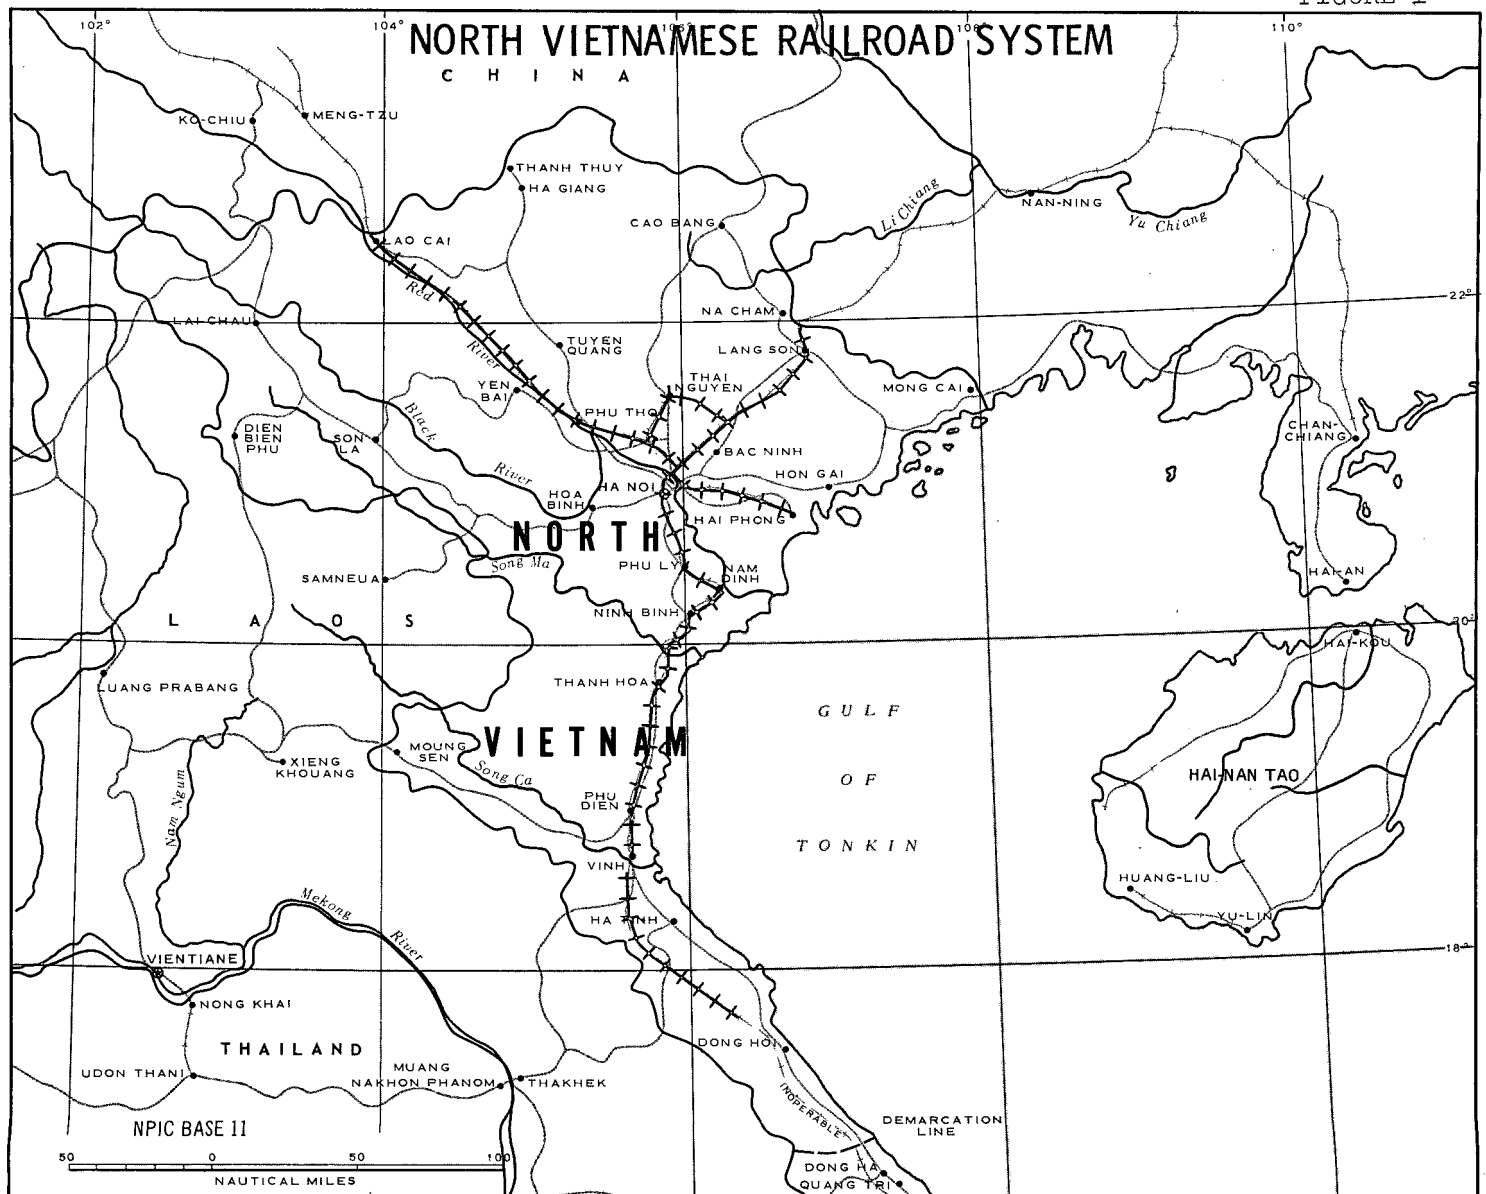 FIGURE 1
102°
104°
106°
108°
110°
NORTH VIETNAMESE RAILROAD SYSTEM
CHINA
KO-CHIU
MENG-TZU
THANH THUY
HA GIANG
CAO BANG
Li Chiang
NAN-NING
Yu Chiang
LAO CAI
Red
River
22°
LAI CHAU
NA CHAM
TUYEN
QUANG
LANG SON
THAI
NGUYEN
MONG CAI
YEN
BAI
PHU THO
Black
River
DIEN
BIEN
PHU
SON
LA
CHAN-
CHIANG
BAC NINH
HON GAI
HA NOI
HOA
BINH
HAI PHONG
NORTH
Song Ma
PHU LY
NAM
DINH
SAMNEUA
HAI-AN
NINH BINH
LAOS
20°
HAI-KOU
THANH HOA
LUANG PRABANG
GULF
OF
TONKIN
VIETNAM
MOUNG
SEN
XIENG
KHOUANG
Song Ca
HAI-NAN TAO
PHU
DIEN
Nam Ngum
VINH
HUANG-LIU
Mekong
River
HA TINH
YU-LIN
18°
VIENTIANE
NONG KHAI
THAILAND
DONG HOI
UDON THANI
MUANG
NAKHON PHANOM
THAKHEK
INOPERABLE
DEMARCATION
LINE
NPIC BASE 11
50
0
50
100
NAUTICAL MILES
DONG HA
QUANG TRI